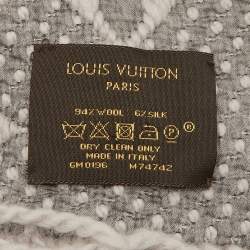 LOUIS VUITTON
PARIS
94% WOOL 6% SILK
DRY CLEAN ONLY
MADE IN ITALY
GM0196 M74742